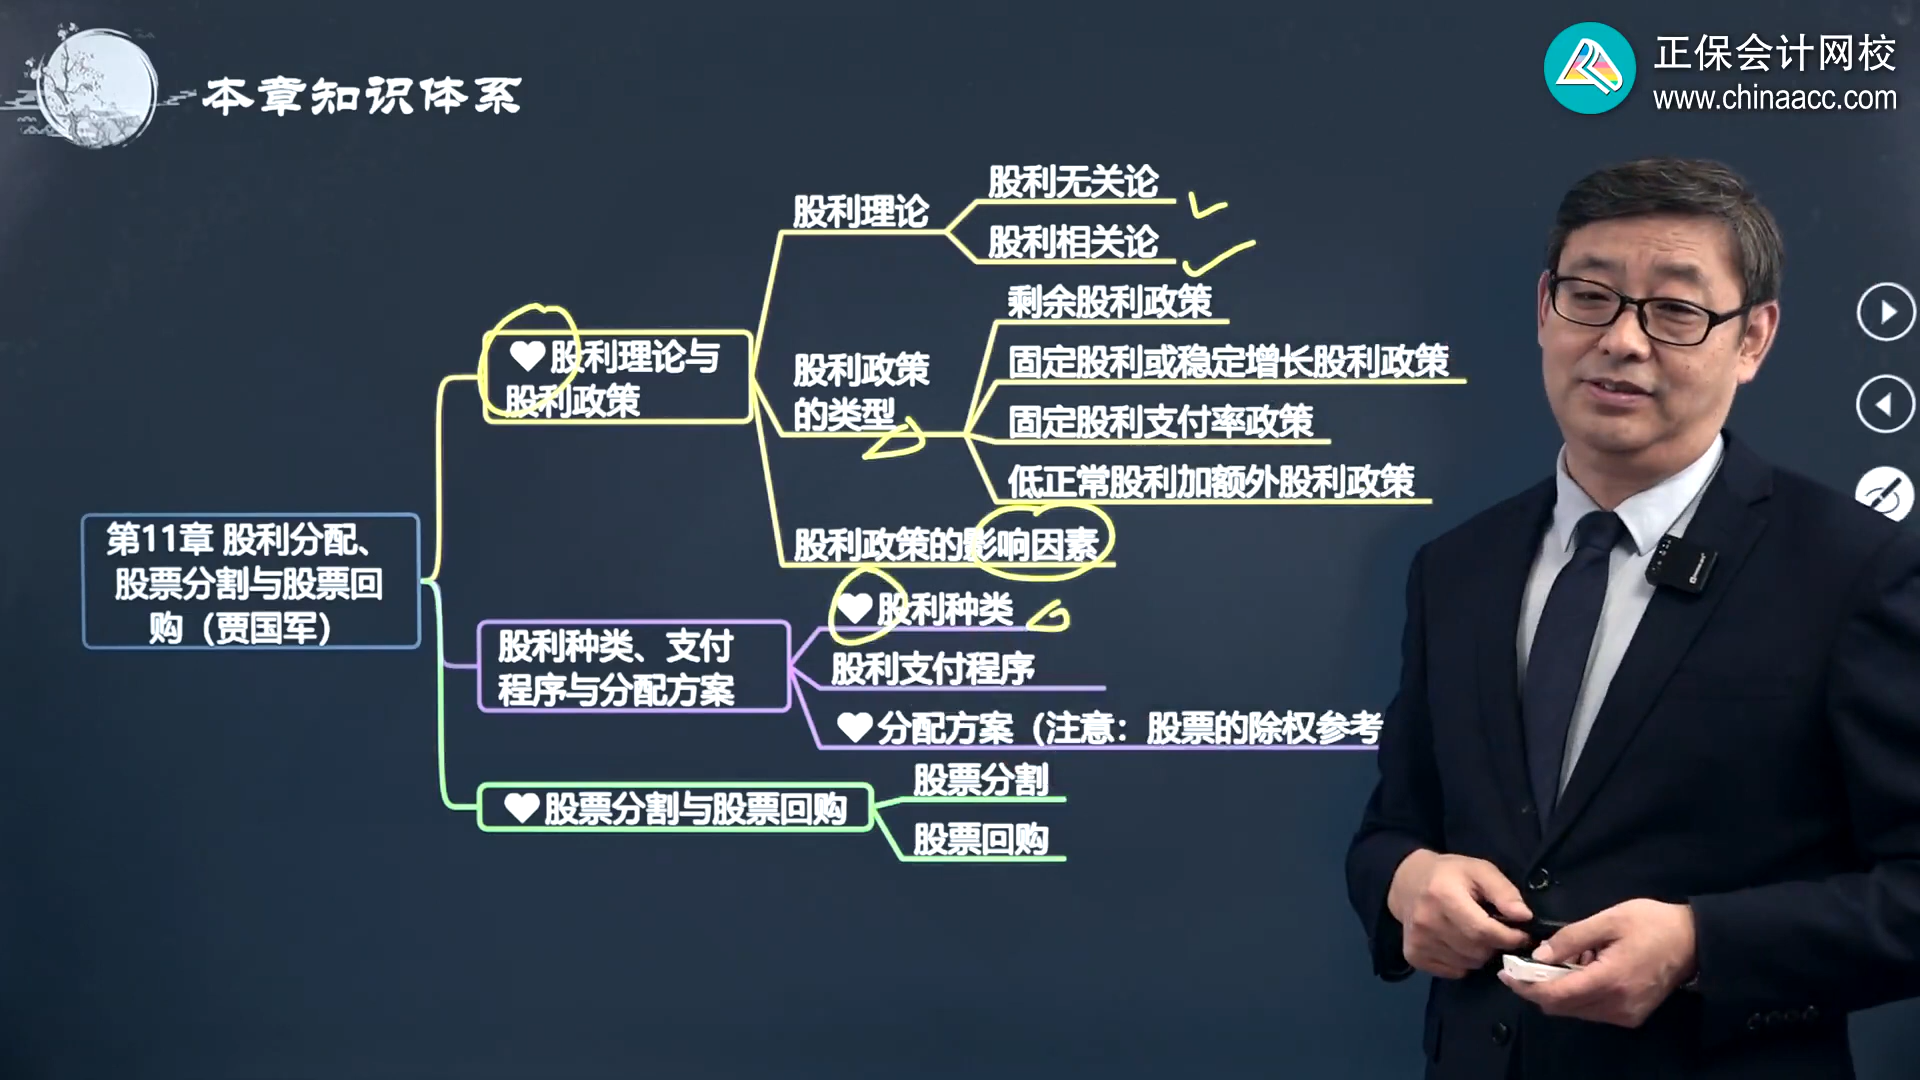 本章知识体系
正保会计网校
www.chinaacc.com
股利无关论
股利理论
股利相关论
剩余股利政策
股利理论与
股利政策
股利政策
的类型
固定股利或稳定增长股利政策
固定股利支付率政策
低正常股利加额外股利政策
股利政策的影响因素
第11章 股利分配、
股票分割与股票回
购（贾国军）
股利种类
股利种类、支付
程序与分配方案
股利支付程序
分配方案（注意：股票的除权参考
股票分割
股票分割与股票回购
股票回购